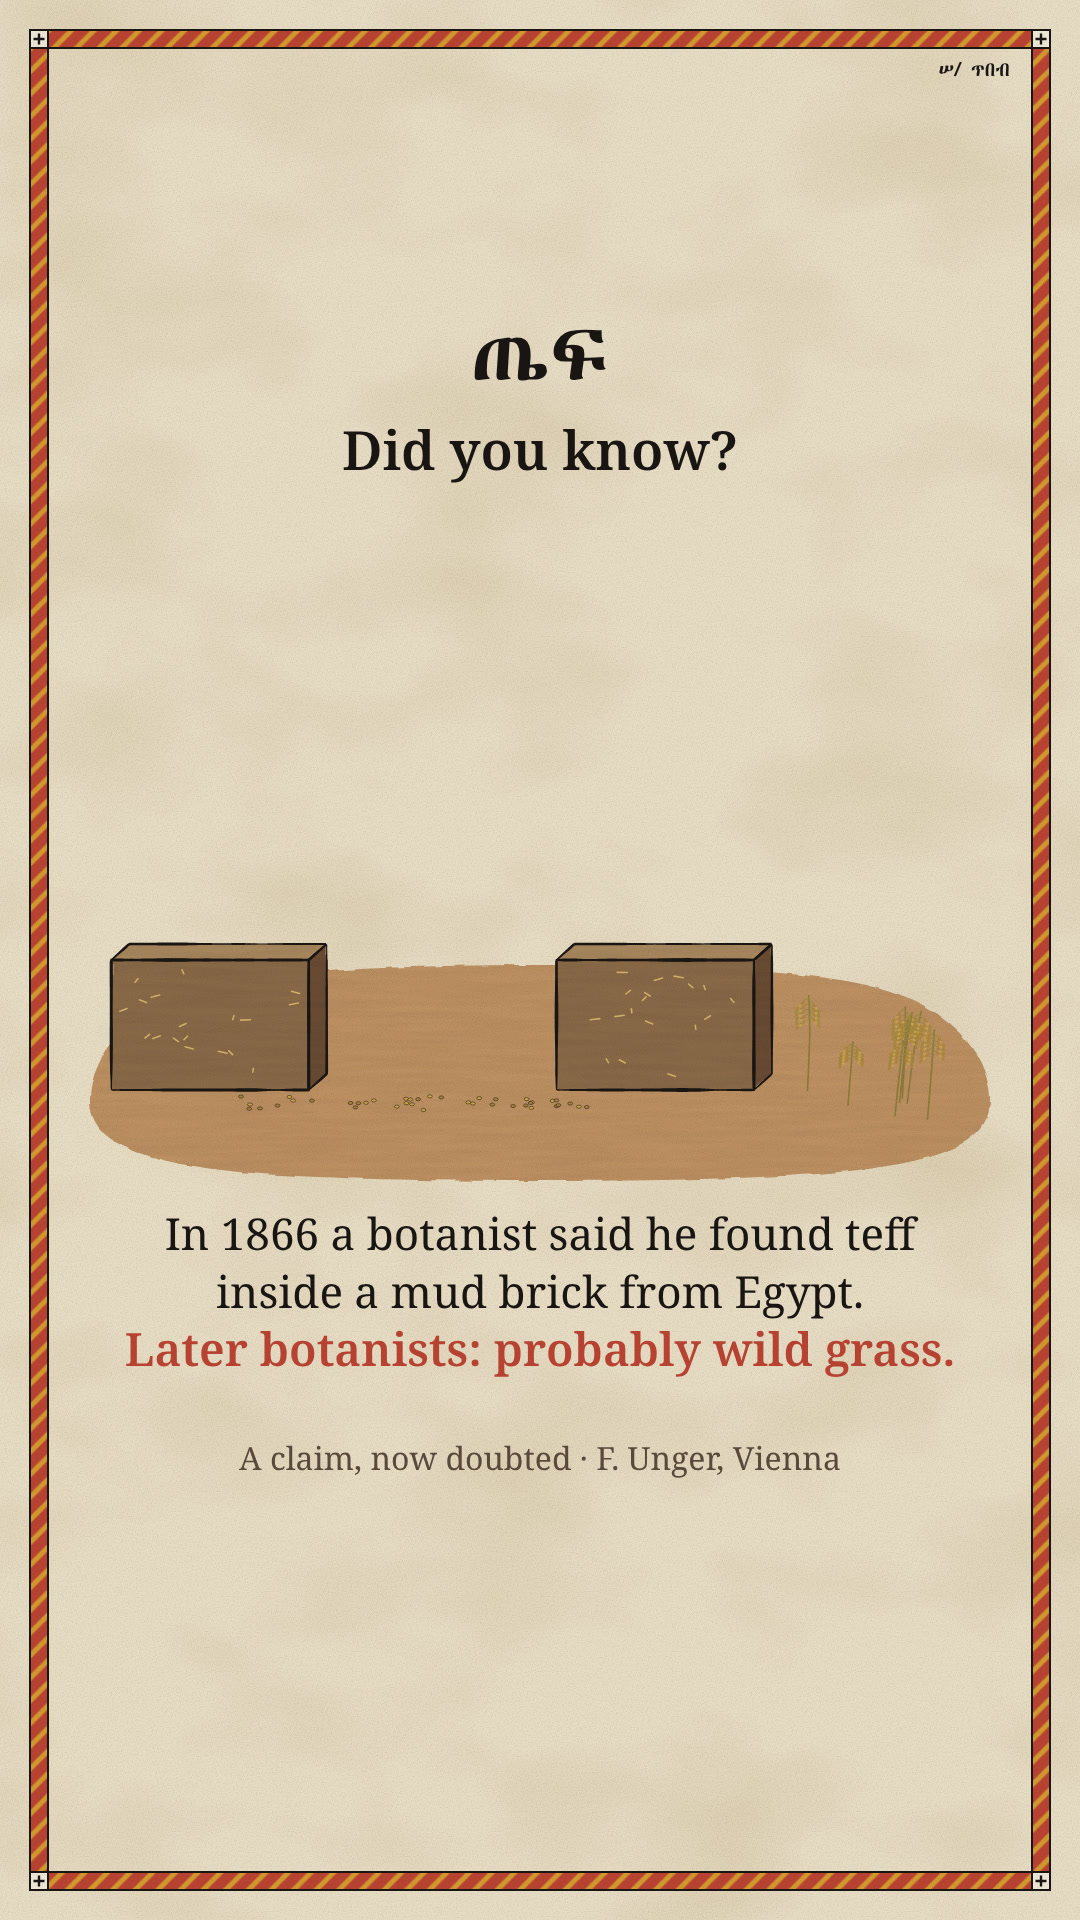 ሠ/ ጥበብ
ጤፍ
Did you know?
In 1866 a botanist said he found teff
inside a mud brick from Egypt.
Later botanists: probably wild grass.
A claim, now doubted · F. Unger, Vienna